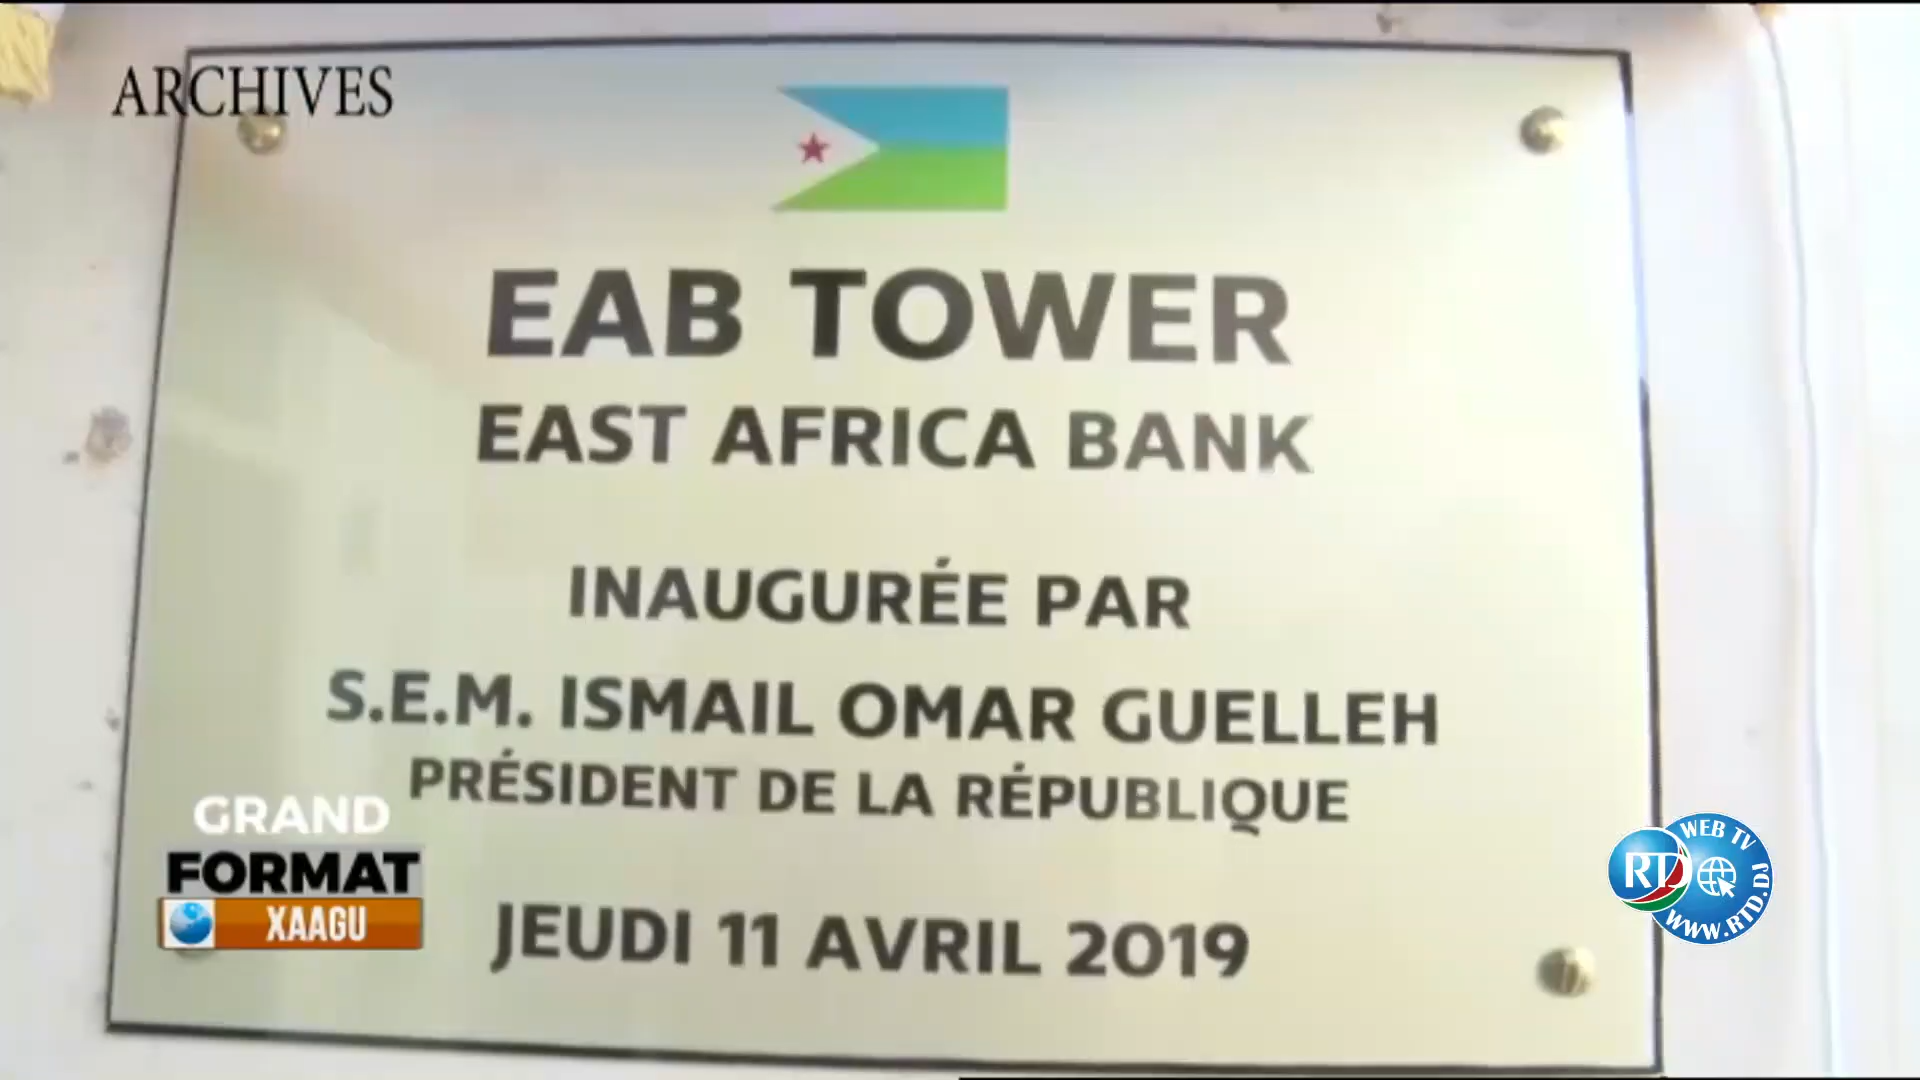 ARCHIVES
EAB TOWER
EAST AFRICA BANK
INAUGURÉE PAR
S.E.M. ISMAIL OMAR GUELLEH
PRÉSIDENT DE LA RÉPUBLIQUE
JEUDI 11 AVRIL 2019
GRAND
FORMAT
XAAGU
RTD
WEB TV
WWW.RTD.DJ